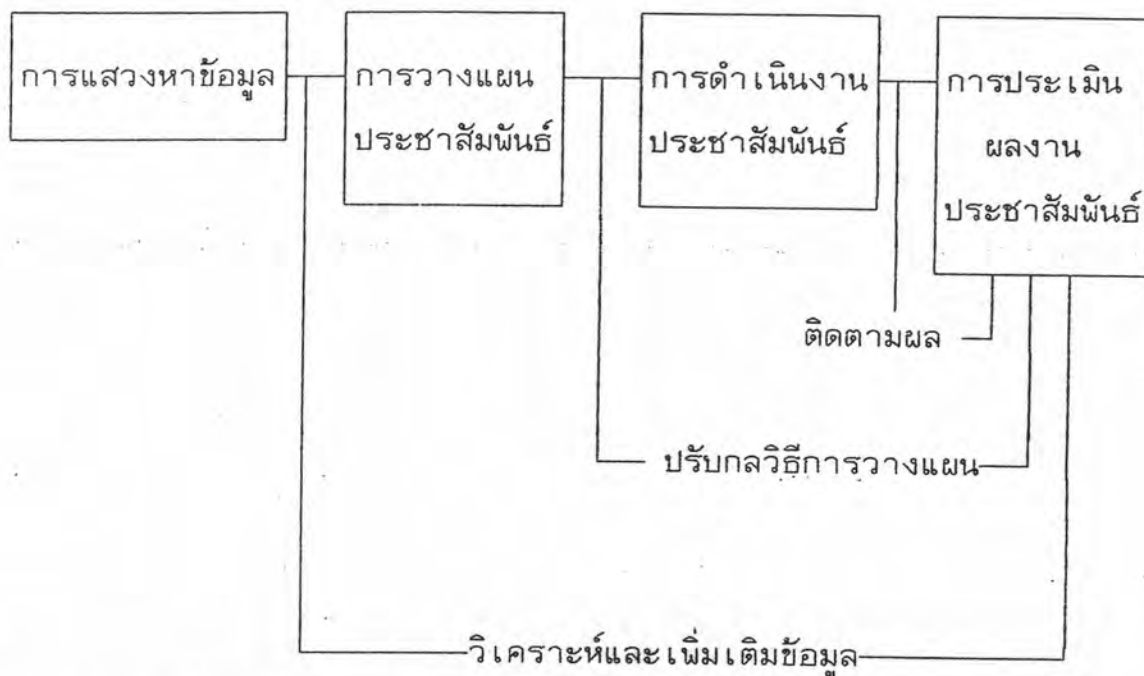 การแสวงหาข้อมูล
การวางแผน
ประชาสัมพันธ์
การดำเนินงาน
ประชาสัมพันธ์
การประเมิน
ผลงาน
ประชาสัมพันธ์
ติดตามผล
ปรับกลวิธีการวางแผน
วิเคราะห์และเพิ่มเติมข้อมูล